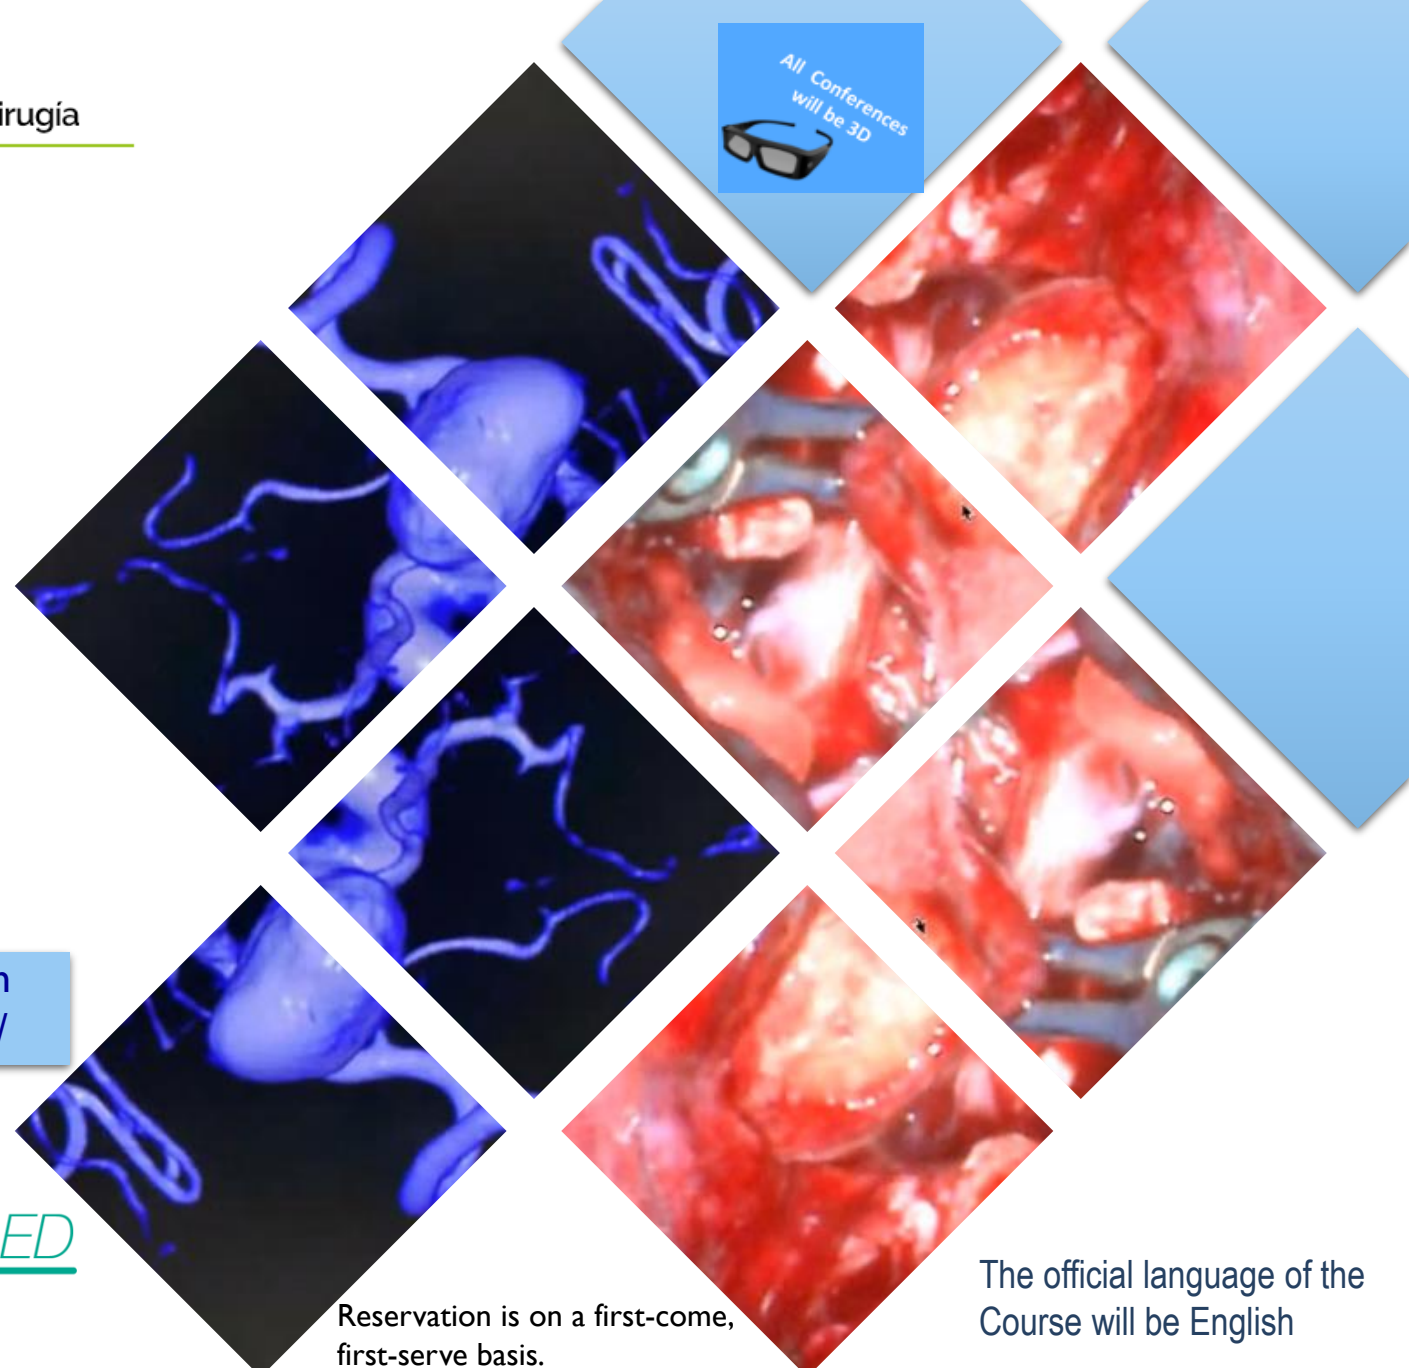 All Conferences
will be 3D
irugía
n
/
ED
Reservation is on a first-come,
first-serve basis.
The official language of the
Course will be English